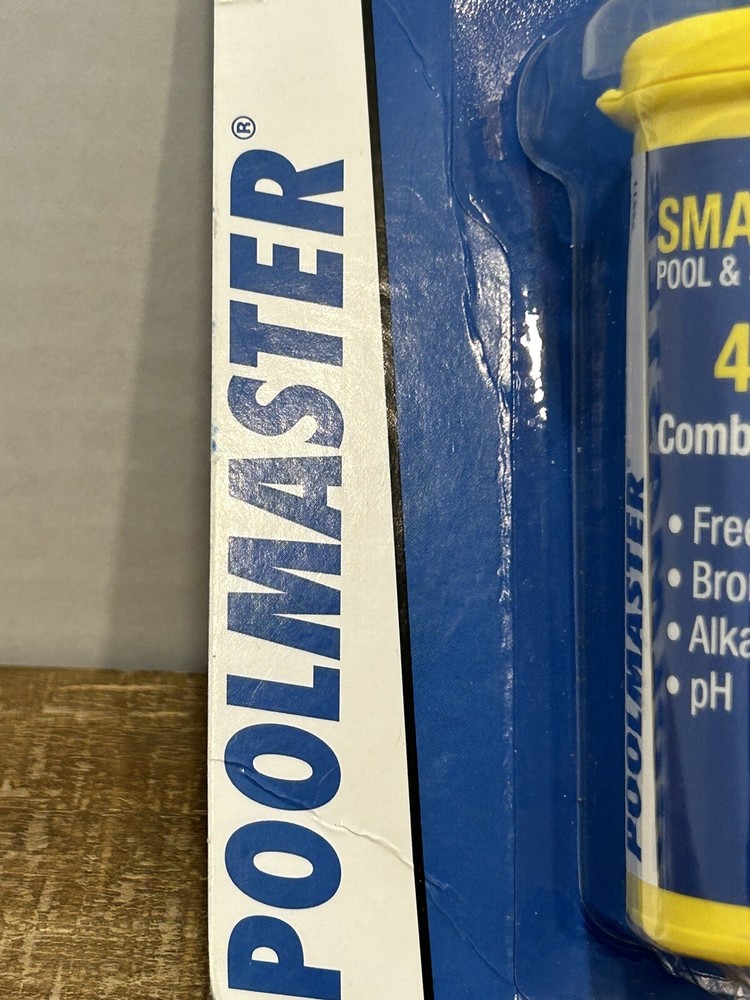 POOLMASTER®
SMA
POOL &
4
Comb
• Free
• Bro
• Alka
• pH
POOLMASTER